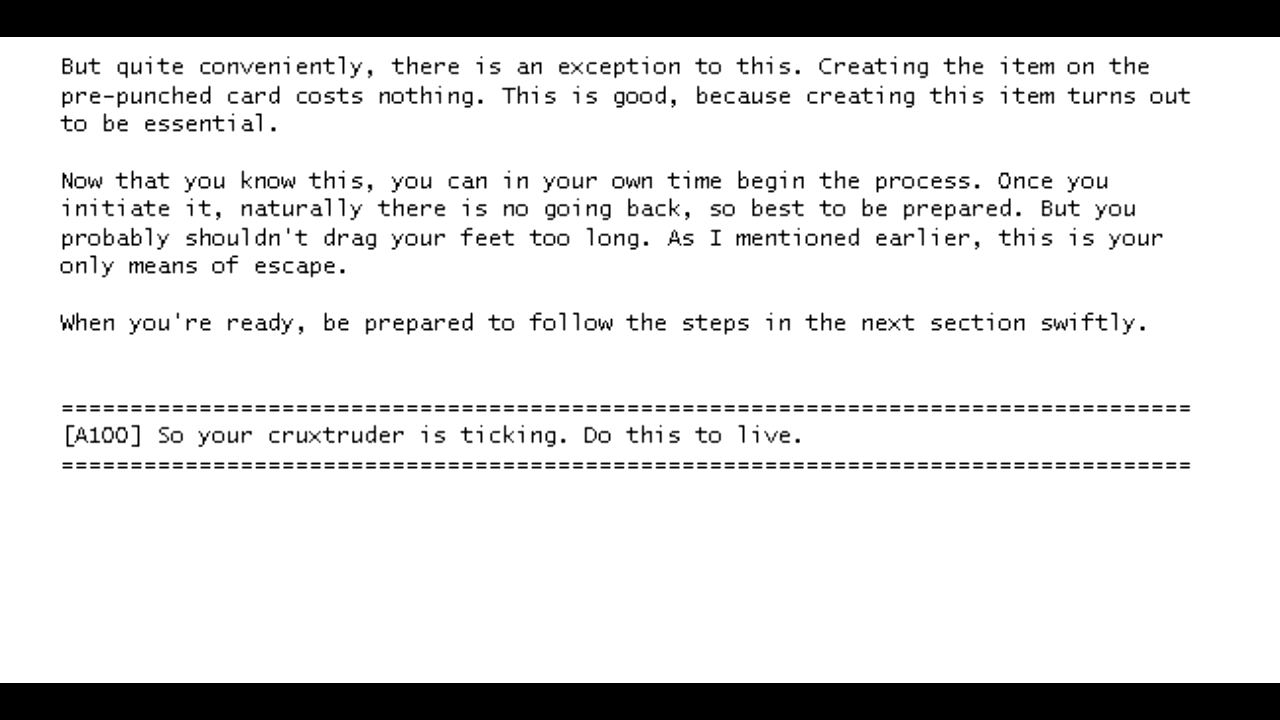 But quite conveniently, there is an exception to this. Creating the item on the
pre-punched card costs nothing. This is good, because creating this item turns out
to be essential.
Now that you know this, you can in your own time begin the process. Once you
initiate it, naturally there is no going back, so best to be prepared. But you
probably shouldn't drag your feet too long. As I mentioned earlier, this is your
only means of escape.
When you're ready, be prepared to follow the steps in the next section swiftly.
==================================================================================
[A100] So your cruxtruder is ticking. Do this to live.
==================================================================================